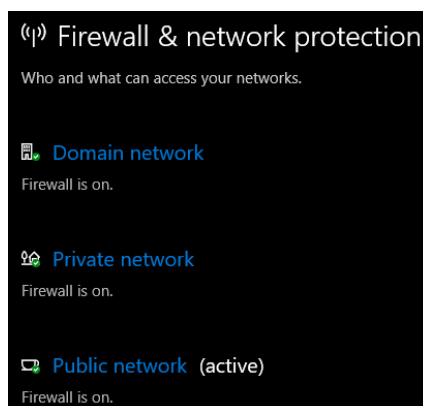 Firewall & network protection
Who and what can access your networks.
Domain network
Firewall is on.
Private network
Firewall is on.
Public network (active)
Firewall is on.